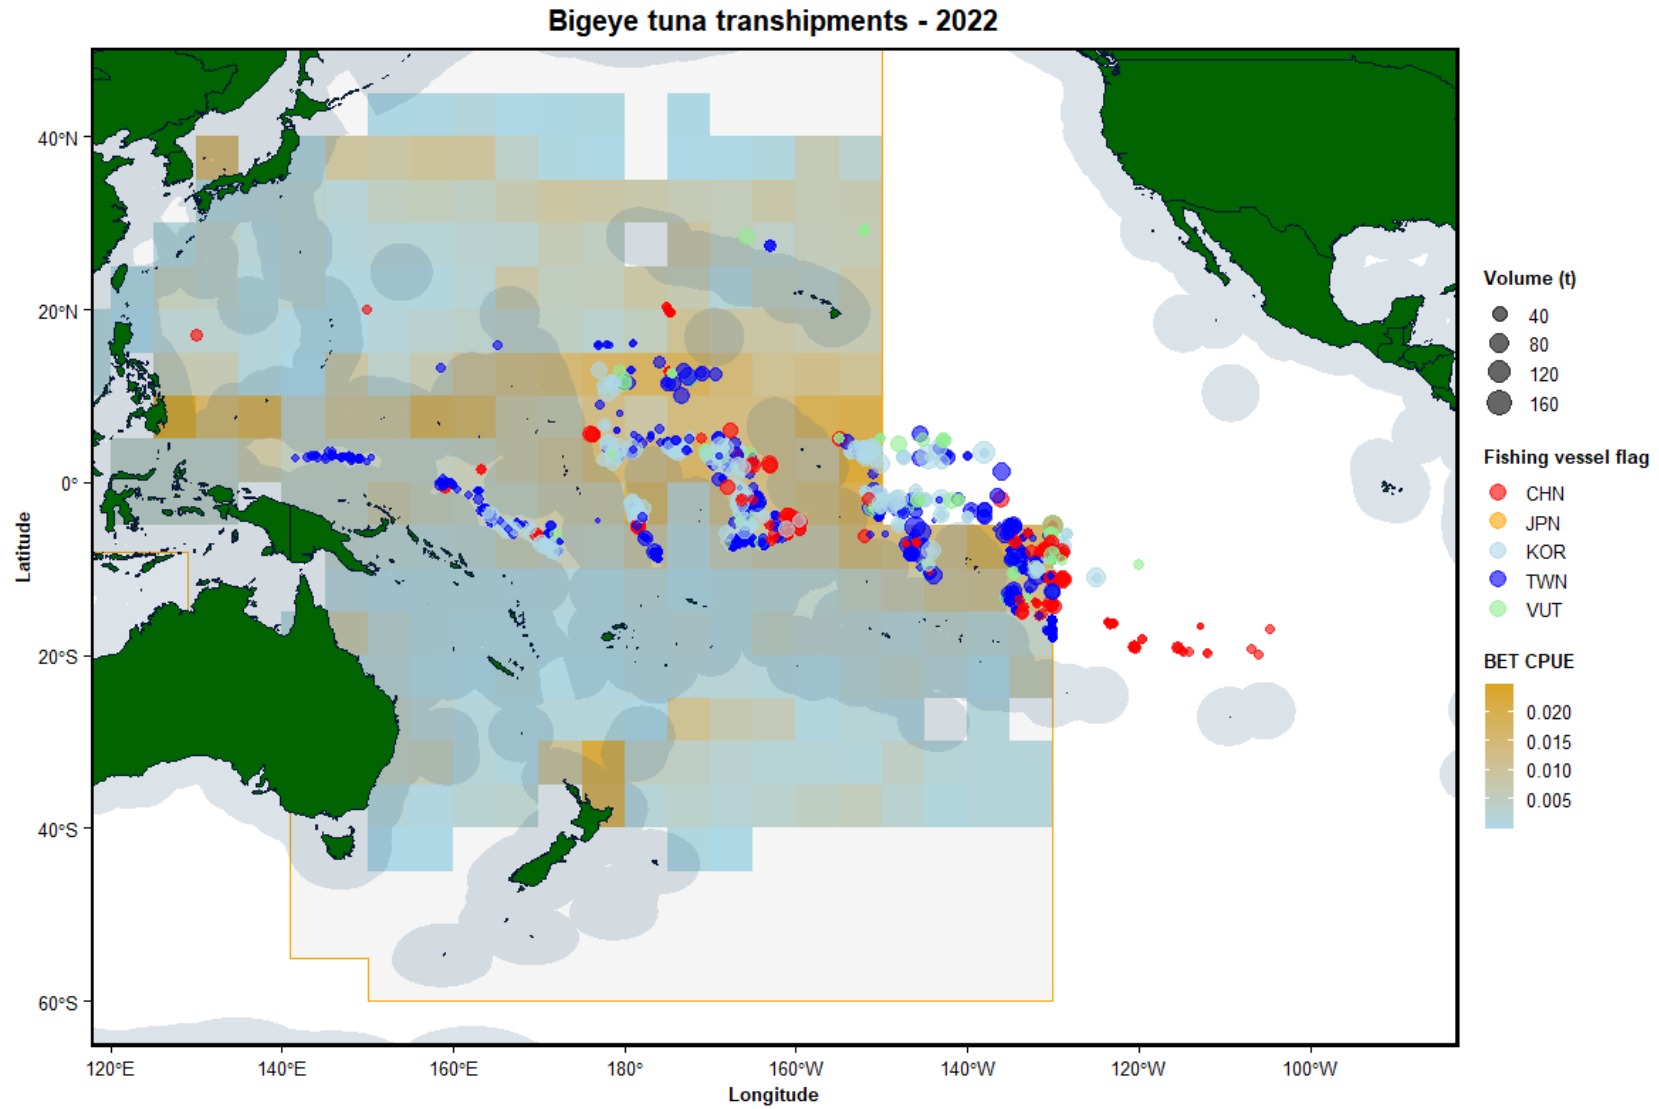 Bigeye tuna transhipments - 2022
40°N
20°N
0°
20°S
40°S
60°S
Latitude
120°E
140°E
160°E
180°
160°W
140°W
120°W
100°W
Longitude
Volume (t)
40
80
120
160
Fishing vessel flag
CHN
JPN
KOR
TWN
VUT
BET CPUE
0.020
0.015
0.010
0.005